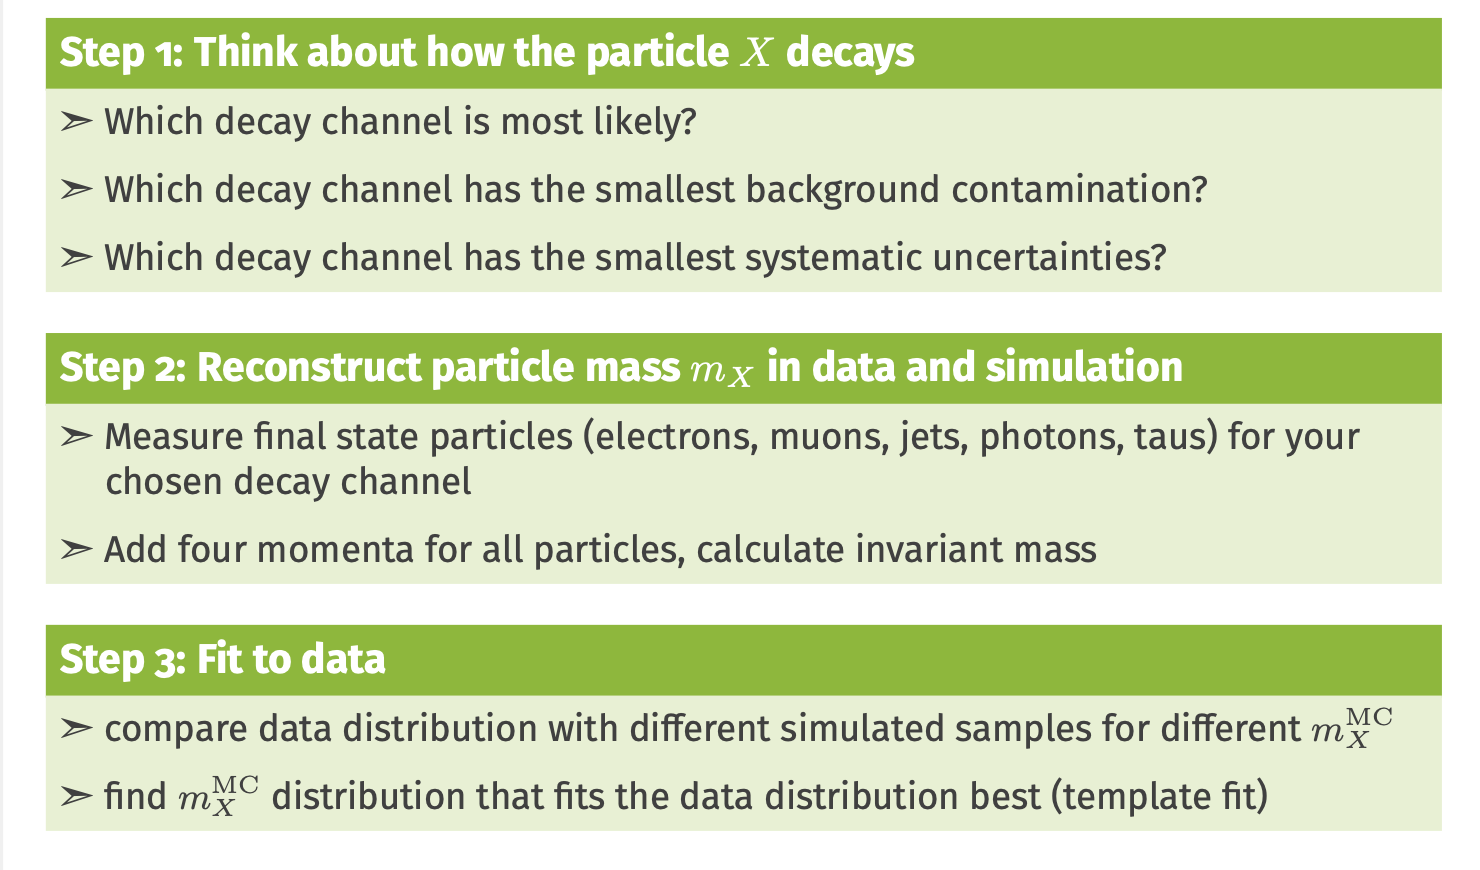 Step 1: Think about how the particle X decays
➣ Which decay channel is most likely?
➣ Which decay channel has the smallest background contamination?
➣ Which decay channel has the smallest systematic uncertainties?
Step 2: Reconstruct particle mass m_X in data and simulation
➣ Measure final state particles (electrons, muons, jets, photons, taus) for your
chosen decay channel
➣ Add four momenta for all particles, calculate invariant mass
Step 3: Fit to data
➣ compare data distribution with different simulated samples for different m_X^MC
➣ find m_X^MC distribution that fits the data distribution best (template fit)